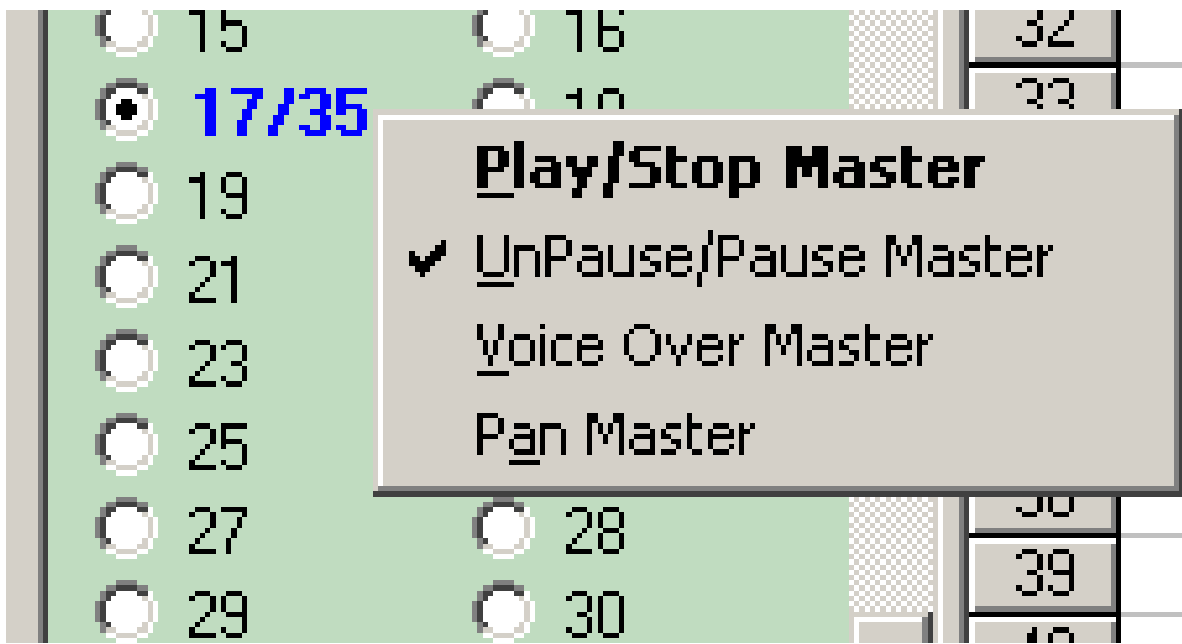 15 16 32
17/35 33
Play/Stop Master
19
UnPause/Pause Master
21
Voice Over Master
23
Pan Master
25
27 28
29 30 39